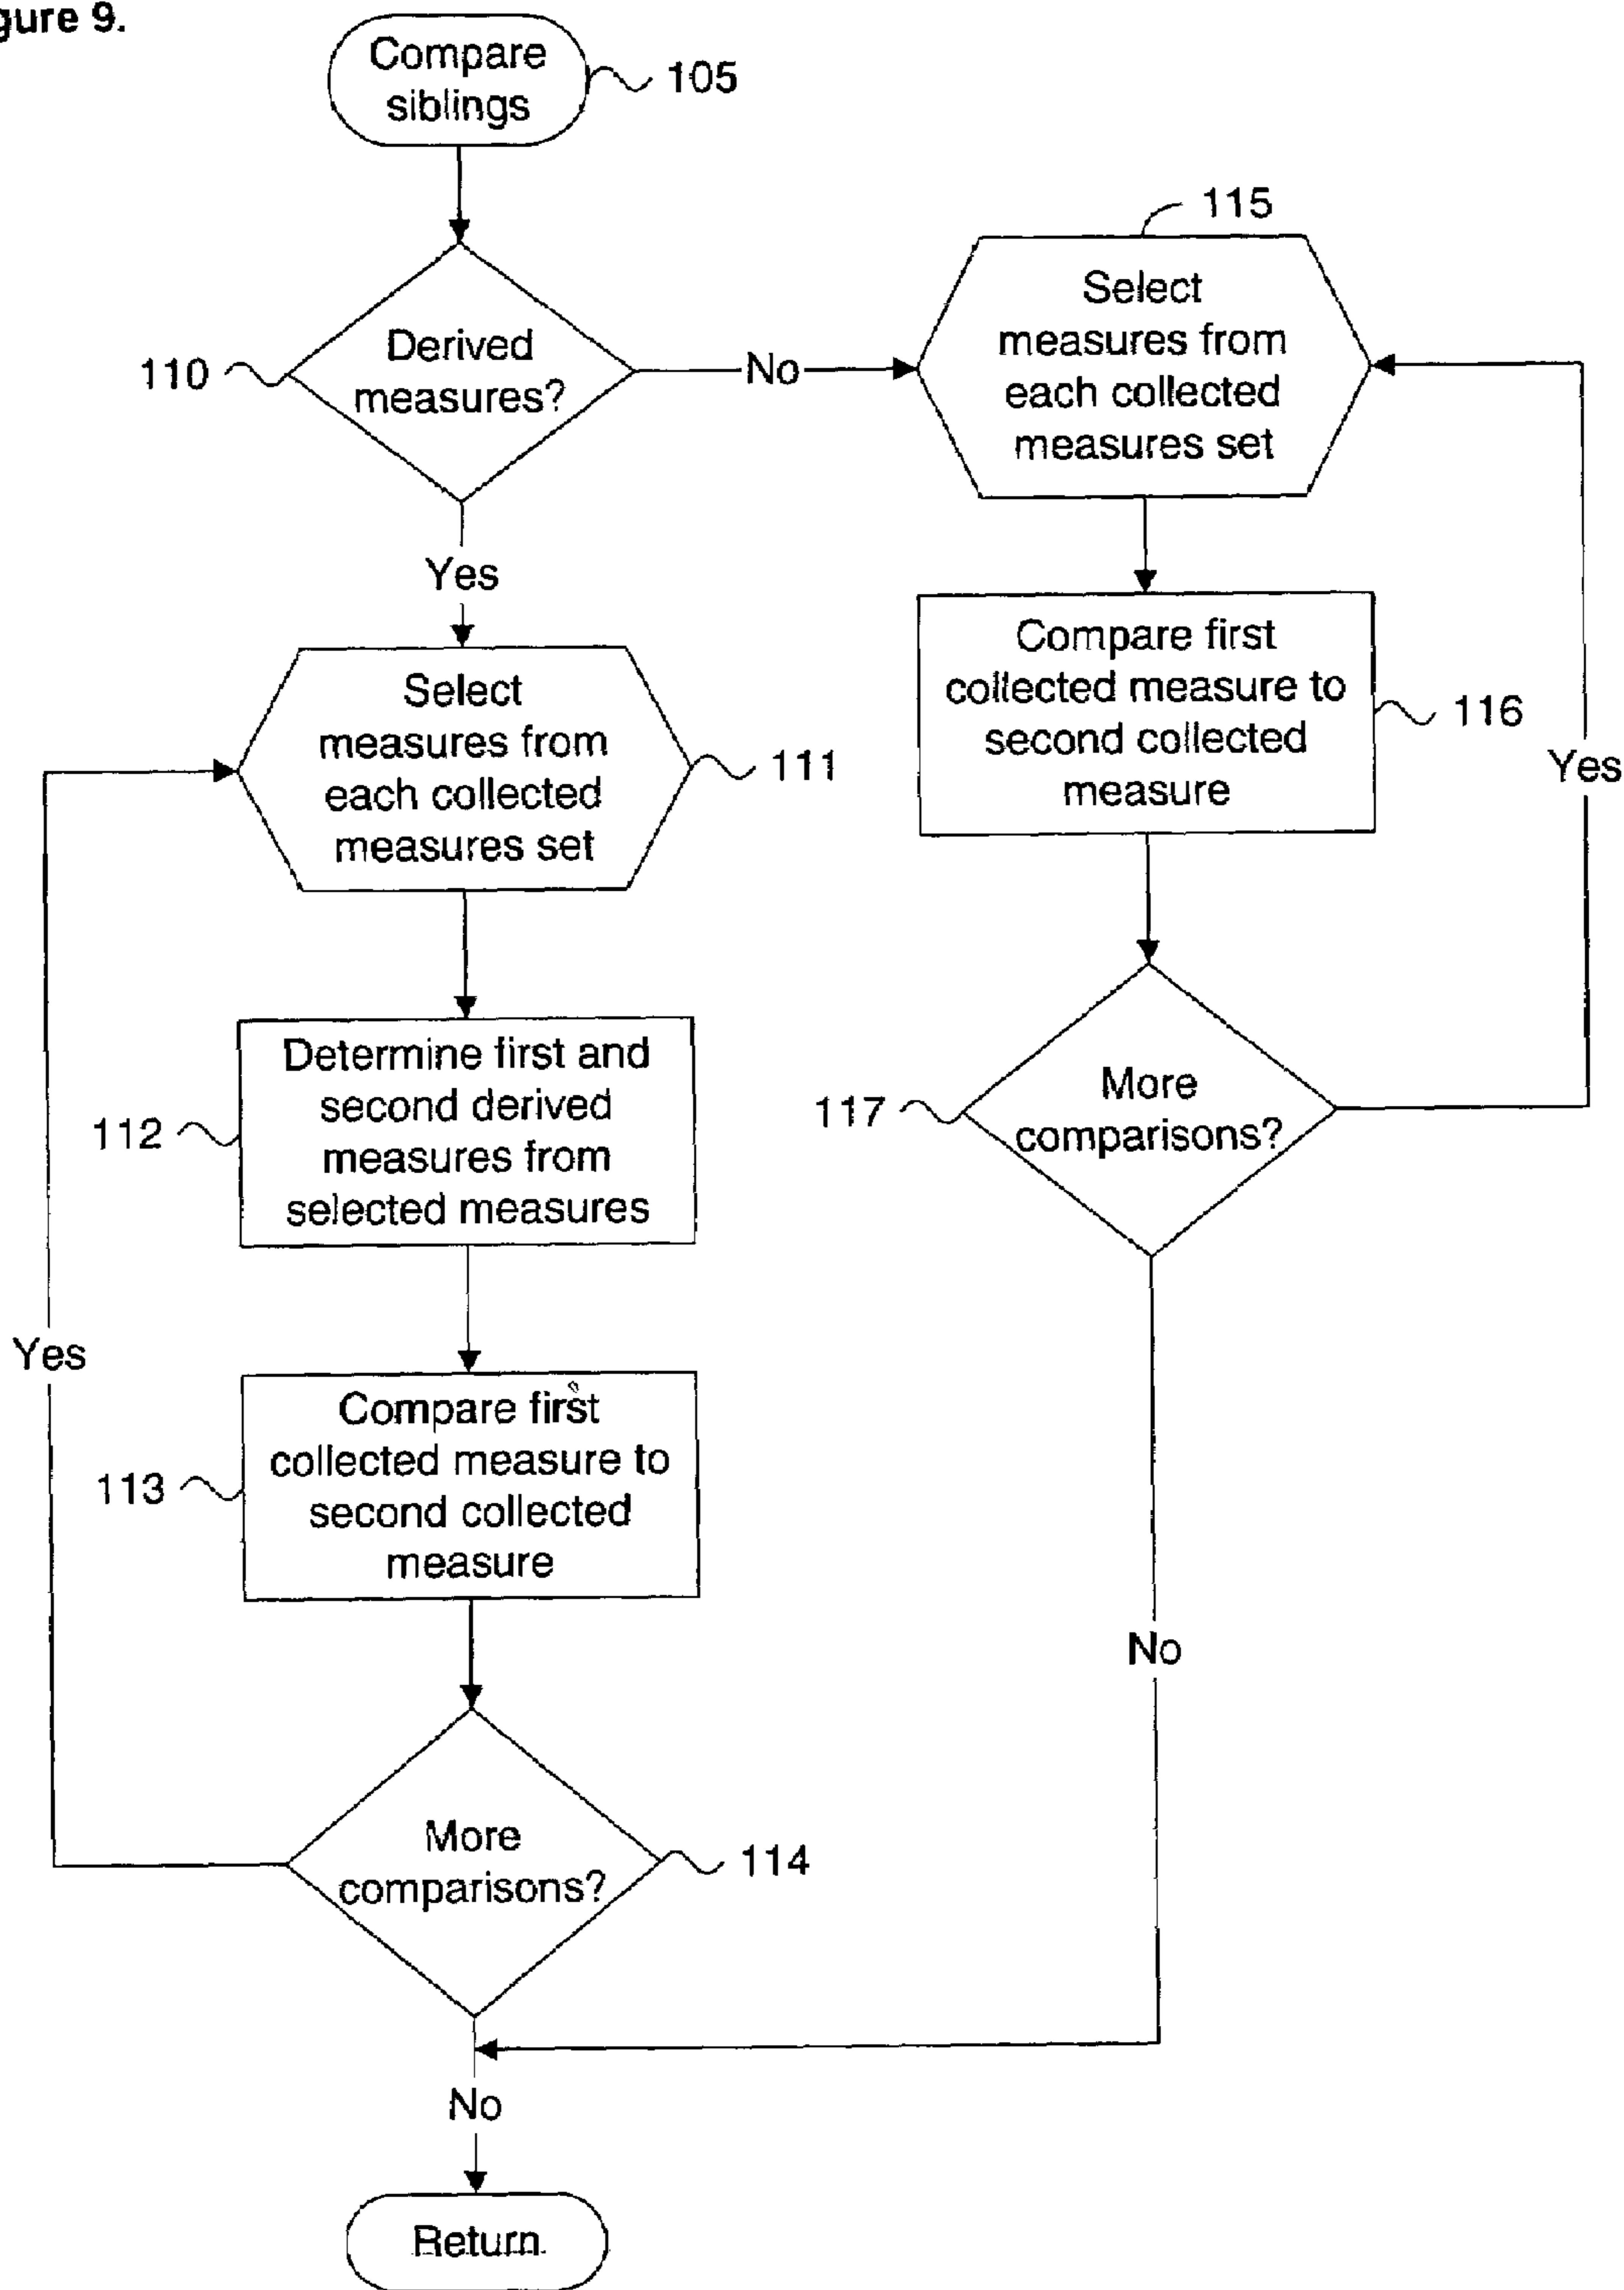 gure 9.
Compare
siblings
105
115
Select
measures from
each collected
measures set
Derived
measures?
110
No
Yes
Compare first
collected measure to
second collected
measure
116
Yes
Select
measures from
each collected
measures set
111
More
comparisons?
117
Determine first and
second derived
measures from
selected measures
112
Yes
Compare first
collected measure to
second collected
measure
113
No
More
comparisons?
114
No
Return